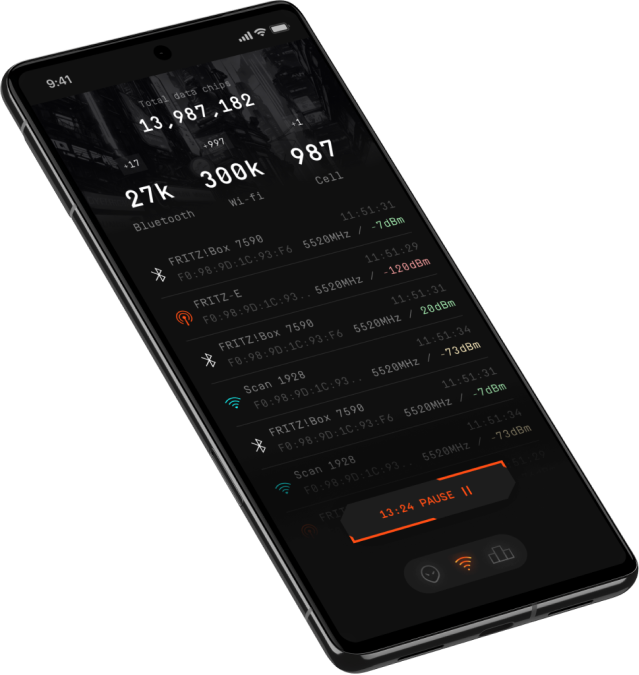 9:41
Total data chips
13,987,182
+17
+997
+1
27k
300k
987
Bluetooth
Wi-fi
Cell
FRITZ!Box 7590 11:51:31
F0:98:9D:1C:93:F6 5520MHz / -7dBm
FRITZ-E 11:51:29
F0:98:9D:1C:93.. 5520MHz / -120dBm
FRITZ!Box 7590 11:51:31
F0:98:9D:1C:93:F6 5520MHz / 20dBm
Scan 1928 11:51:34
F0:98:9D:1C:93.. 5520MHz / -73dBm
FRITZ!Box 7590 11:51:31
F0:98:9D:1C:93:F6 5520MHz / -7dBm
Scan 1928 11:51:34
F0:98:9D:1C:93.. 5520MHz / -73dBm
13:24 PAUSE